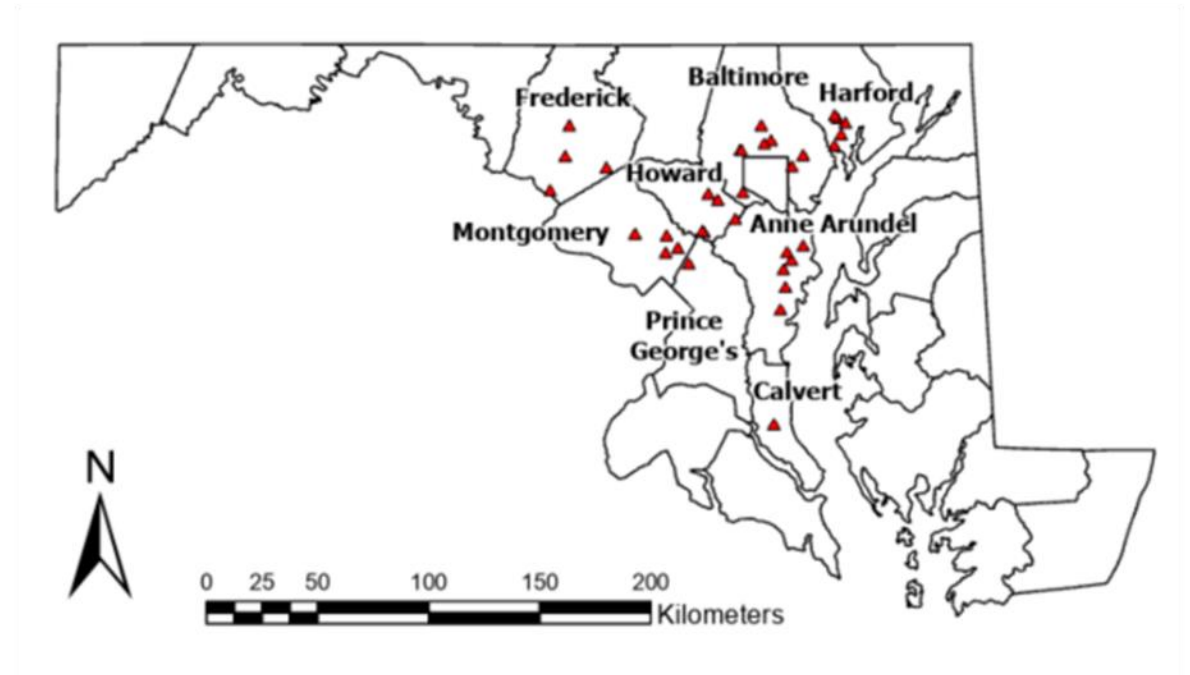 Baltimore
Frederick
Harford
Howard
Anne Arundel
Montgomery
Prince
George's
Calvert
N
0 25 50 100 150 200
Kilometers